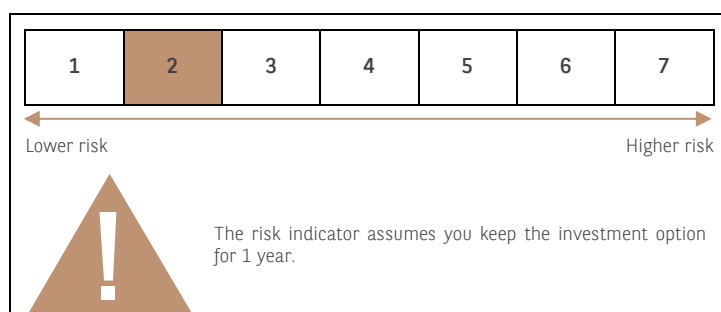 1 2 3 4 5 6 7
Lower risk Higher risk
!
The risk indicator assumes you keep the investment option
for 1 year.